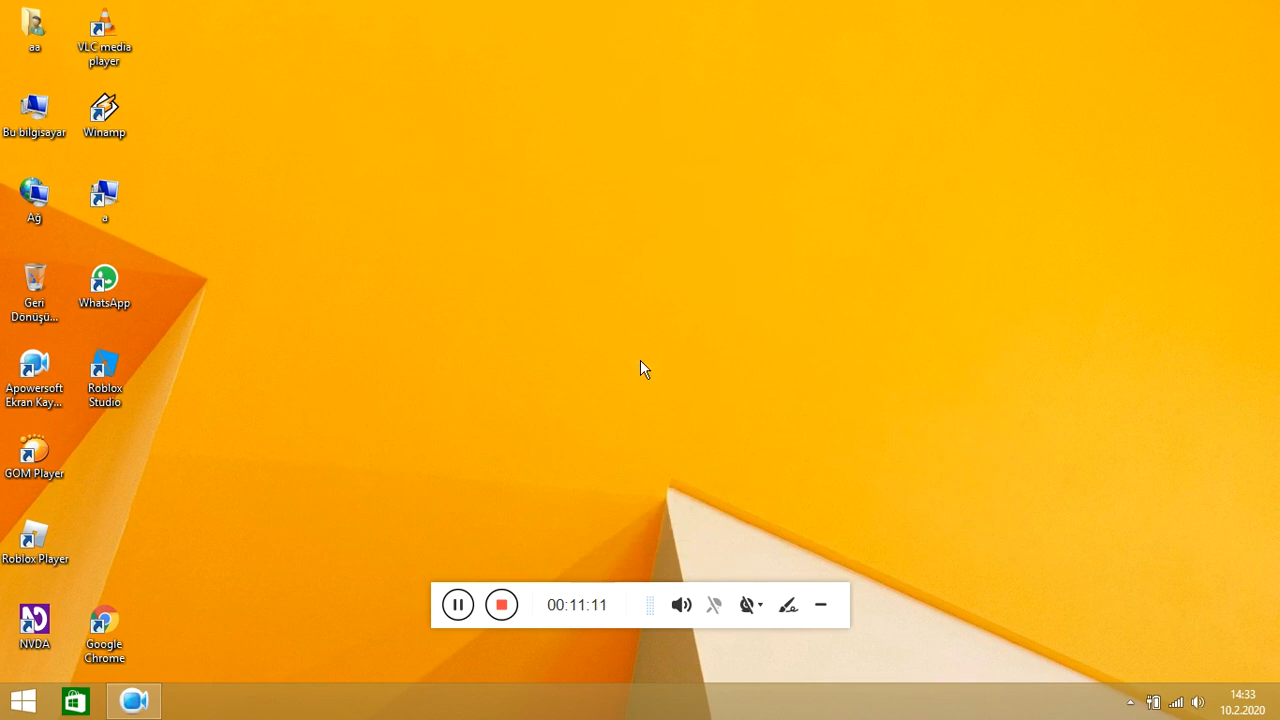 aa
VLC media
player
Bu bilgisayar
Winamp
Ağ
a
Geri
Dönüşü...
WhatsApp
Apowersoft
Ekran Kay...
Roblox
Studio
GOM Player
Roblox Player
NVDA
Google
Chrome
00:11:11
14:33
10.2.2020